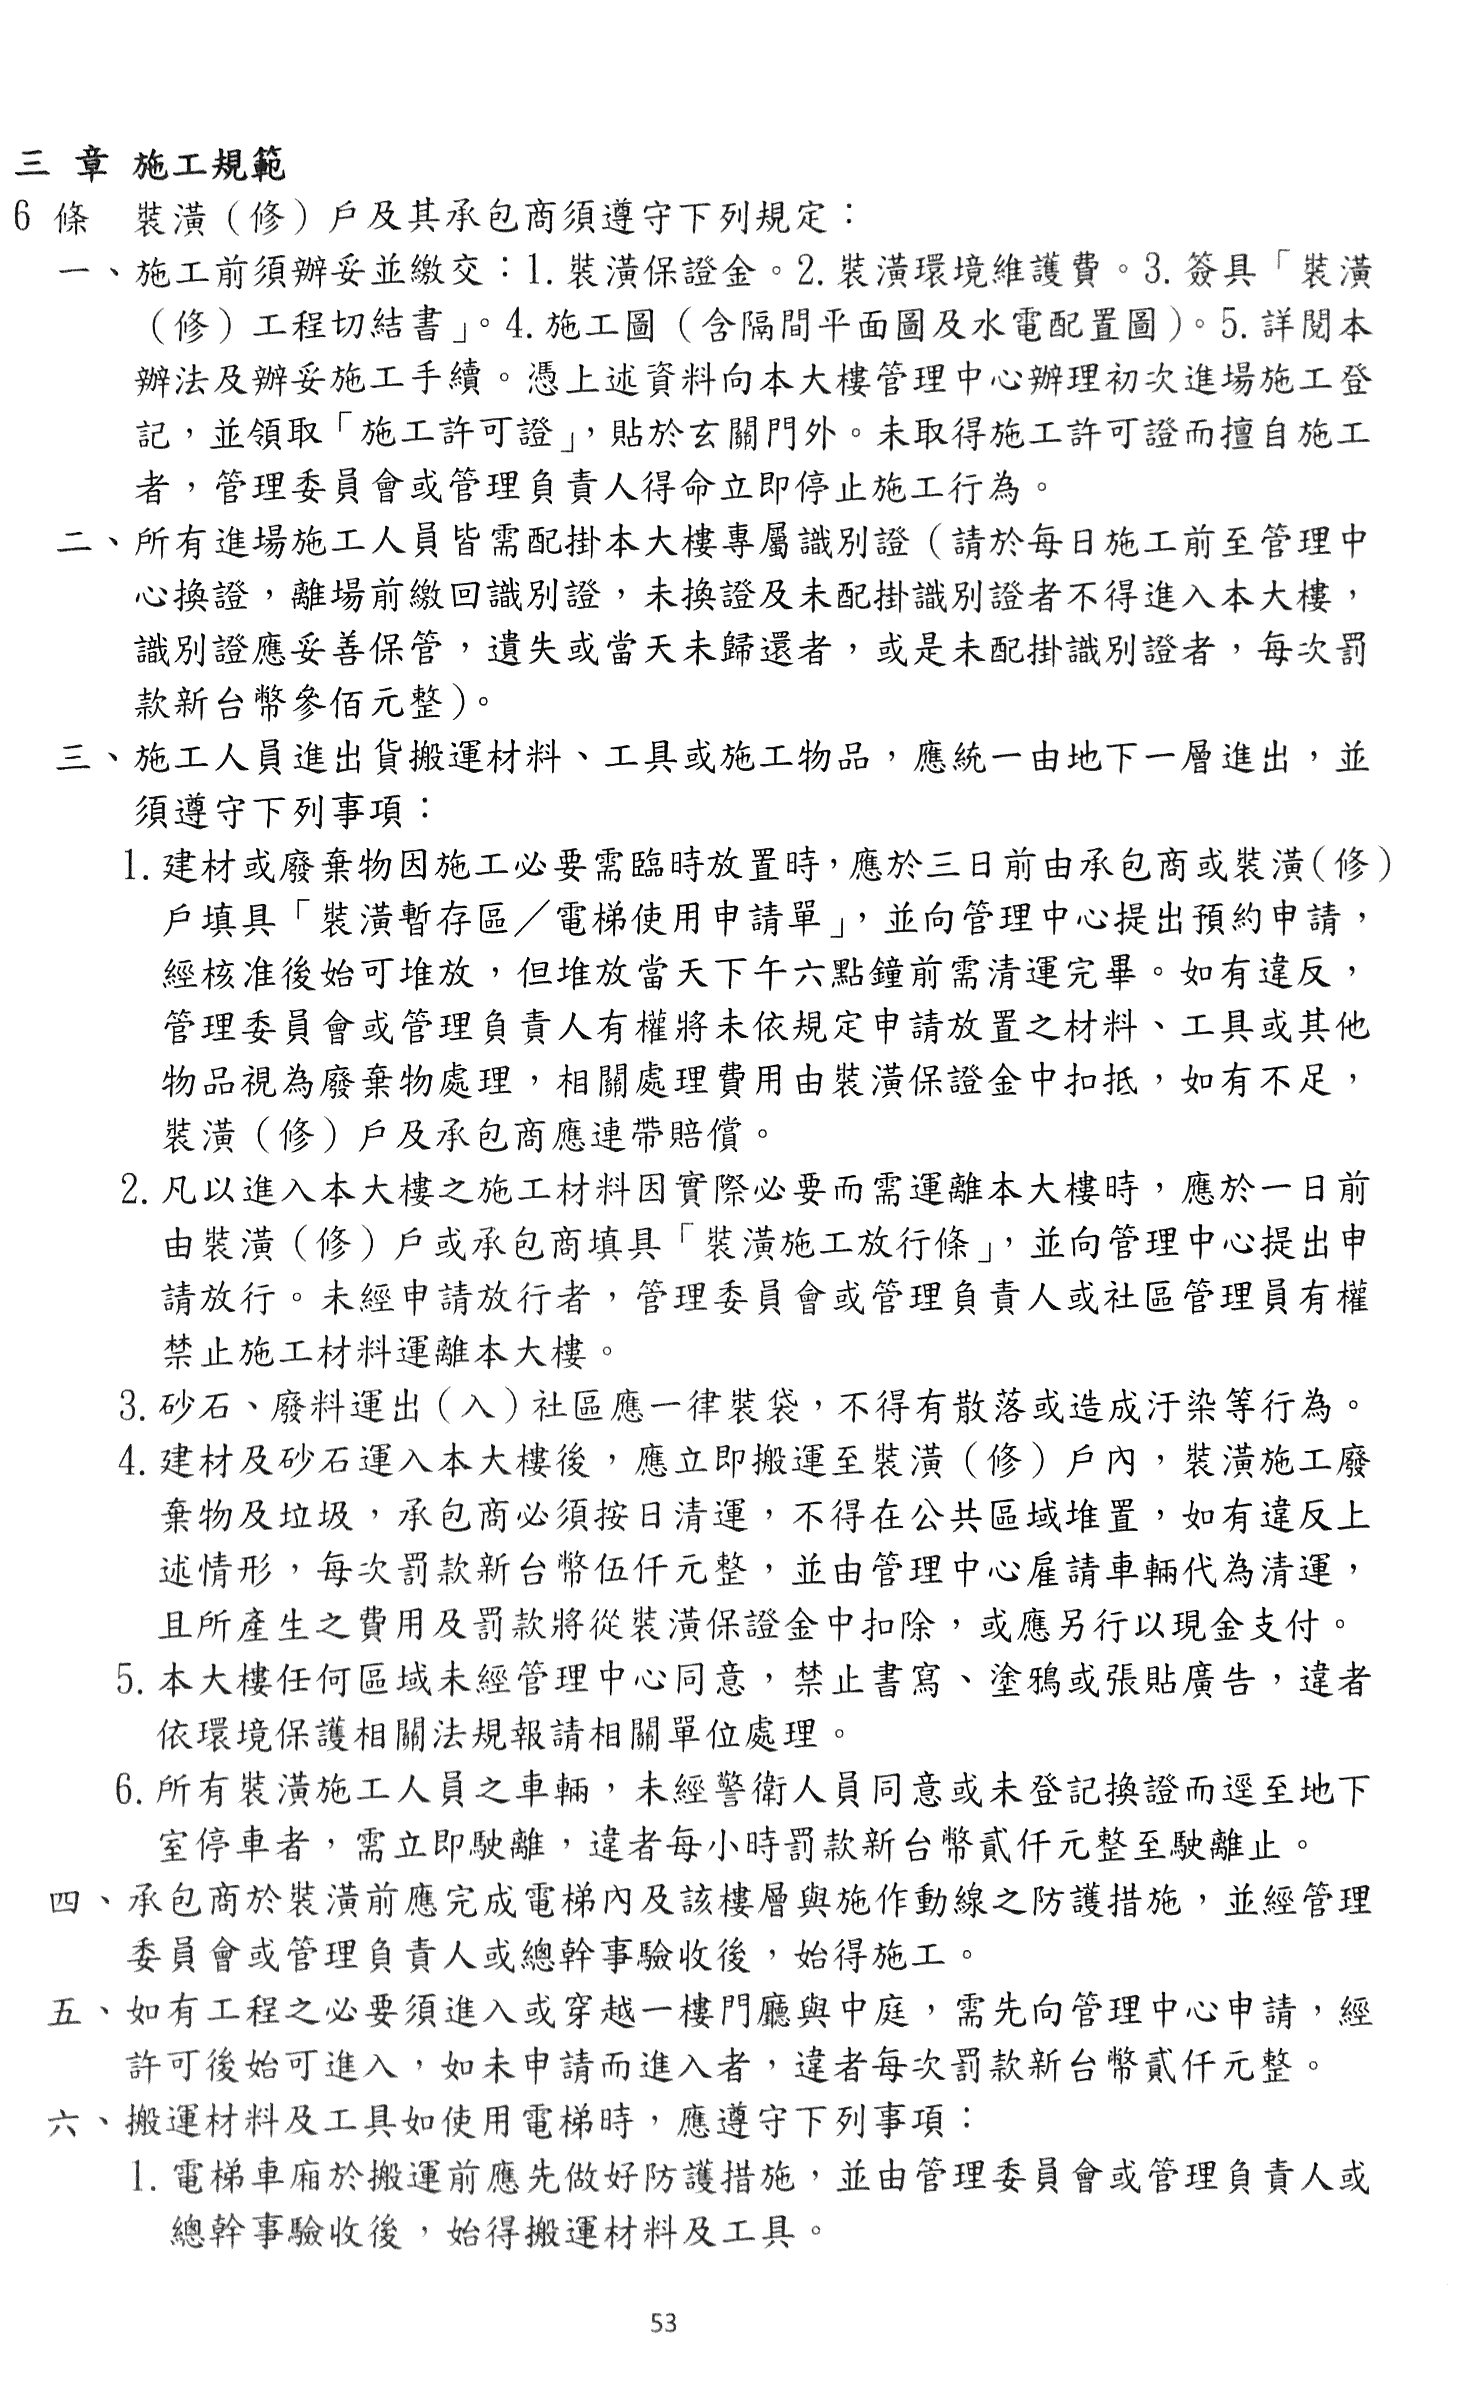 三 章 施工規範
6 條 裝潢（修）戶及其承包商須遵守下列規定：
一、施工前須辦妥並繳交：1. 裝潢保證金。2. 裝潢環境維護費。3. 簽具「裝潢
（修）工程切結書」。4. 施工圖（含隔間平面圖及水電配置圖）。5. 詳閱本
辦法及辦妥施工手續。憑上述資料向本大樓管理中心辦理初次進場施工登
記，並領取「施工許可證」，貼於玄關門外。未取得施工許可證而擅自施工
者，管理委員會或管理負責人得命立即停止施工行為。
二、所有進場施工人員皆需配掛本大樓專屬識別證（請於每日施工前至管理中
心換證，離場前繳回識別證，未換證及未配掛識別證者不得進入本大樓，
識別證應妥善保管，遺失或當天未歸還者，或是未配掛識別證者，每次罰
款新台幣參佰元整）。
三、施工人員進出貨搬運材料、工具或施工物品，應統一由地下一層進出，並
須遵守下列事項：
1. 建材或廢棄物因施工必要需臨時放置時，應於三日前由承包商或裝潢（修）
戶填具「裝潢暫存區／電梯使用申請單」，並向管理中心提出預約申請，
經核准後始可堆放，但堆放當天下午六點鐘前需清運完畢。如有違反，
管理委員會或管理負責人有權將未依規定申請放置之材料、工具或其他
物品視為廢棄物處理，相關處理費用由裝潢保證金中扣抵，如有不足，
裝潢（修）戶及承包商應連帶賠償。
2. 凡以進入本大樓之施工材料因實際必要而需運離本大樓時，應於一日前
由裝潢（修）戶或承包商填具「裝潢施工放行條」，並向管理中心提出申
請放行。未經申請放行者，管理委員會或管理負責人或社區管理員有權
禁止施工材料運離本大樓。
3. 砂石、廢料運出（入）社區應一律裝袋，不得有散落或造成汙染等行為。
4. 建材及砂石運入本大樓後，應立即搬運至裝潢（修）戶內，裝潢施工廢
棄物及垃圾，承包商必須按日清運，不得在公共區域堆置，如有違反上
述情形，每次罰款新台幣伍仟元整，並由管理中心雇請車輛代為清運，
且所產生之費用及罰款將從裝潢保證金中扣除，或應另行以現金支付。
5. 本大樓任何區域未經管理中心同意，禁止書寫、塗鴉或張貼廣告，違者
依環境保護相關法規報請相關單位處理。
6. 所有裝潢施工人員之車輛，未經警衛人員同意或未登記換證而逕至地下
室停車者，需立即駛離，違者每小時罰款新台幣貳仟元整至駛離止。
四、承包商於裝潢前應完成電梯內及該樓層與施作動線之防護措施，並經管理
委員會或管理負責人或總幹事驗收後，始得施工。
五、如有工程之必要須進入或穿越一樓門廳與中庭，需先向管理中心申請，經
許可後始可進入，如未申請而進入者，違者每次罰款新台幣貳仟元整。
六、搬運材料及工具如使用電梯時，應遵守下列事項：
1. 電梯車廂於搬運前應先做好防護措施，並由管理委員會或管理負責人或
總幹事驗收後，始得搬運材料及工具。
53